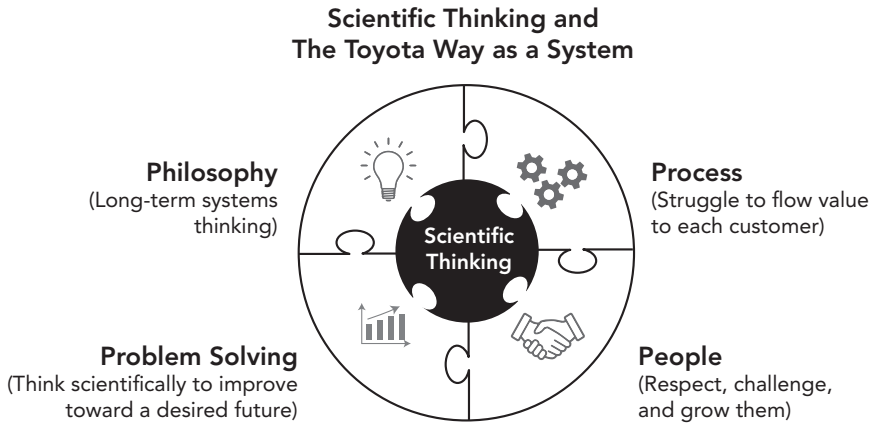 Scientific Thinking and
The Toyota Way as a System
Philosophy
(Long-term systems
thinking)
Process
(Struggle to flow value
to each customer)
Scientific
Thinking
Problem Solving
(Think scientifically to improve
toward a desired future)
People
(Respect, challenge,
and grow them)